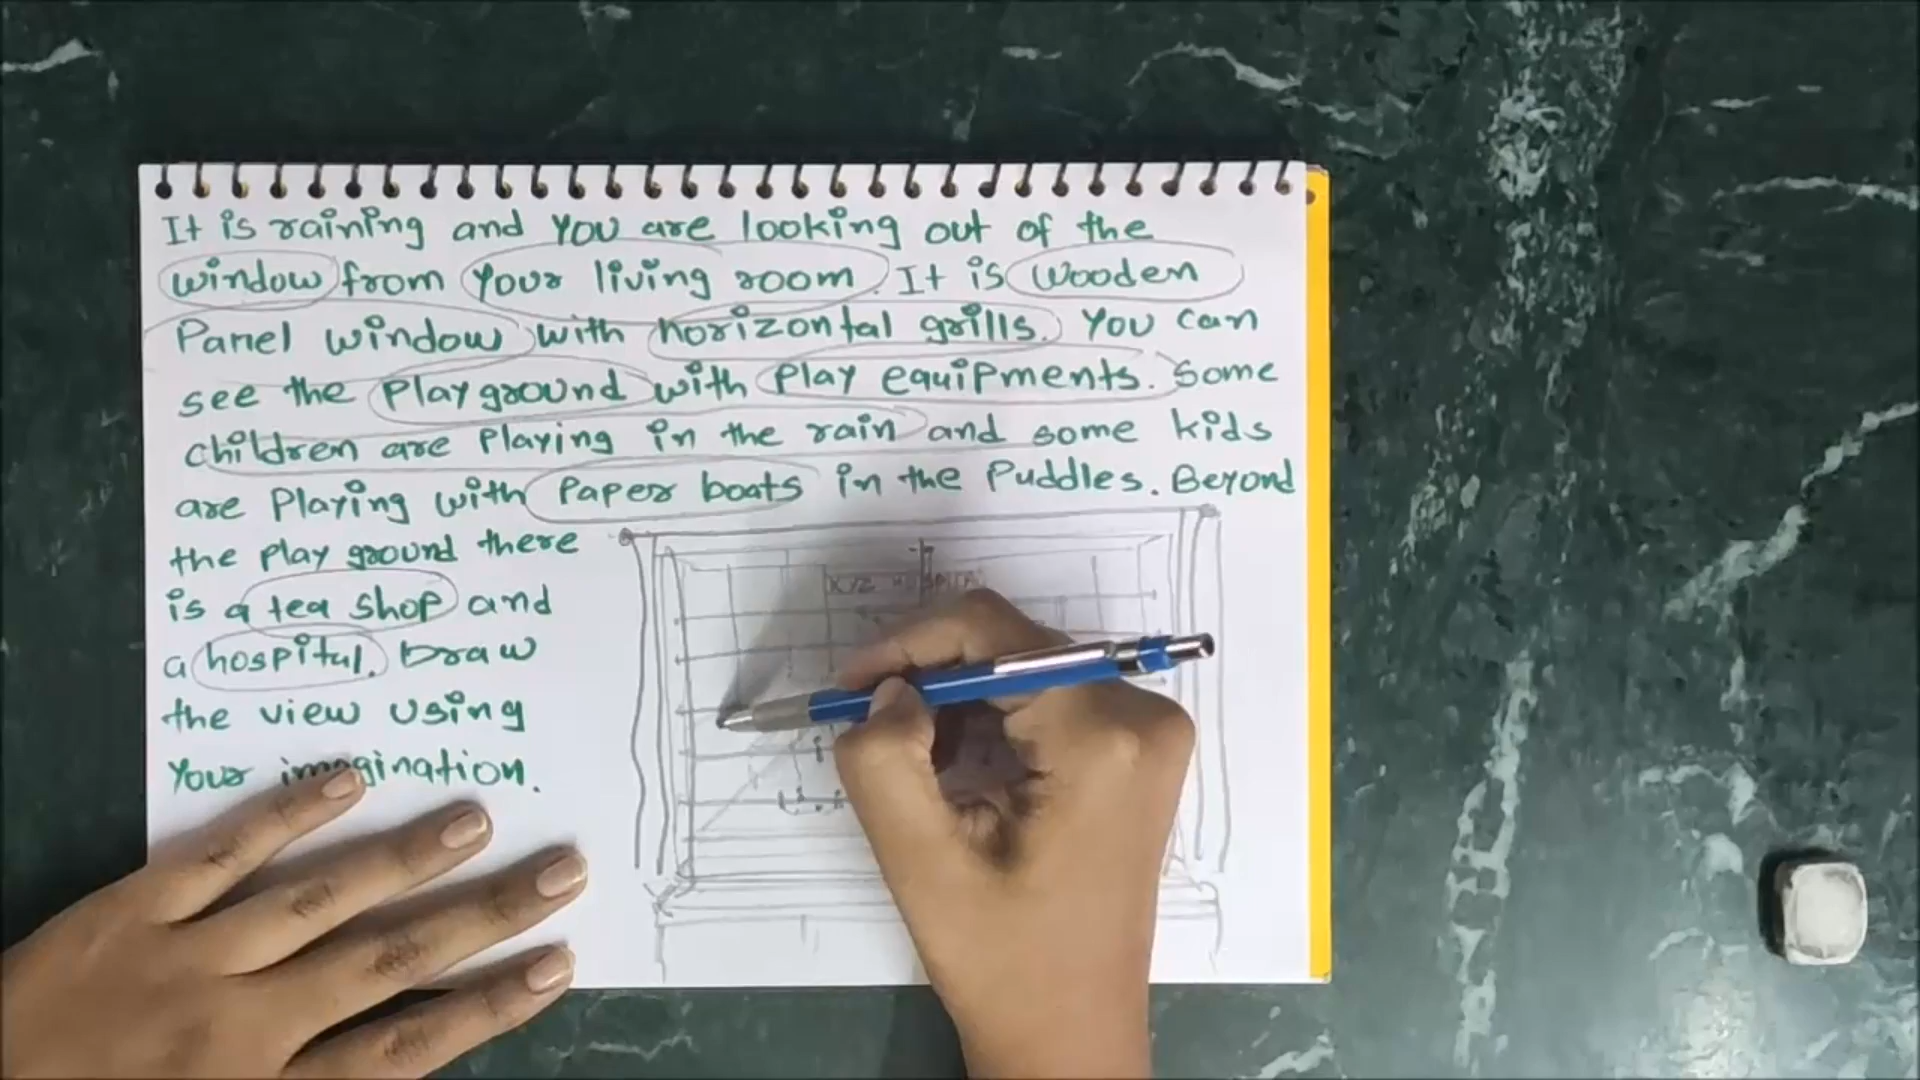 It is raining and you are looking out of the
window from your living room. It is wooden
Panel window with horizontal grills. You can
see the playground with play equipments. Some
children are Playing in the rain and some kids
are Playing with Paper boats in the Puddles. Beyond
the play ground there
is a tea shop and
a hospital. Draw
the view using
Your imagination.
XYZ